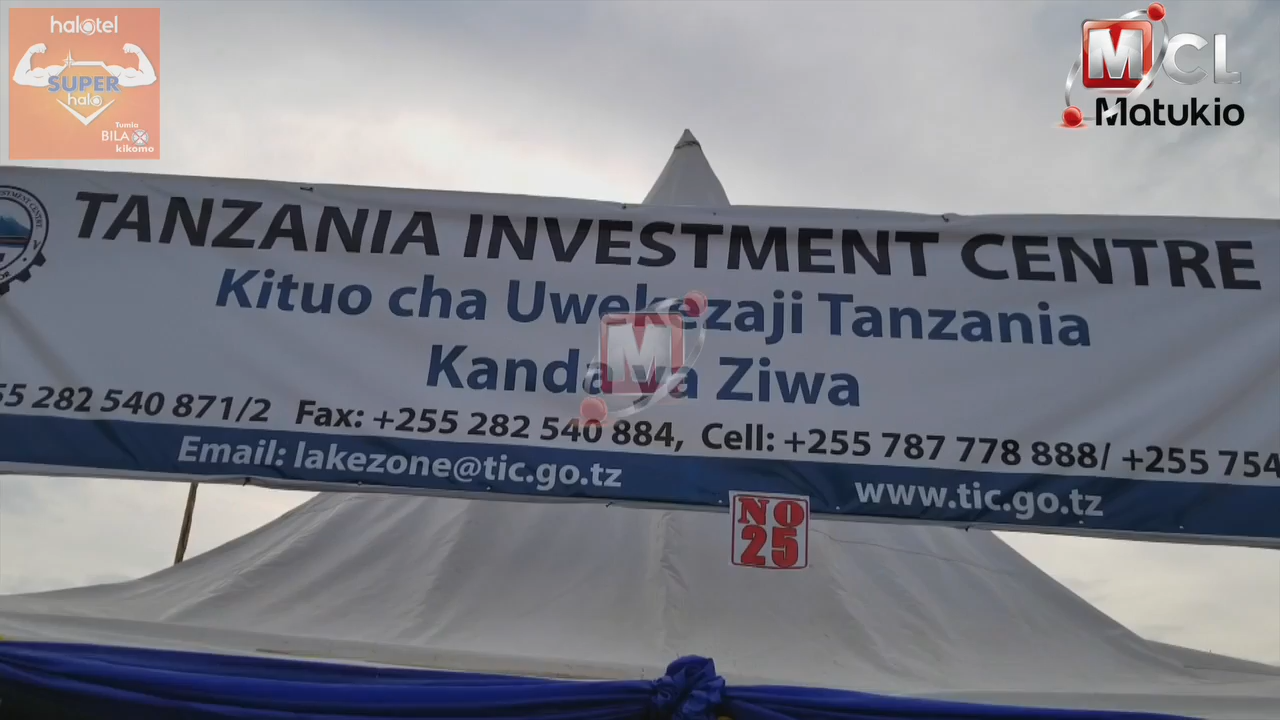 halotel
SUPER
halo
Tumia
BILA
kikomo
MCL
Matukio
TANZANIA INVESTMENT CENTRE
Kituo cha Uwekezaji Tanzania
Kanda ya Ziwa
55 282 540 871/2 Fax: +255 282 540 884, Cell: +255 787 778 888/ +255 754
Email: lakezone@tic.go.tz www.tic.go.tz
NO
25
M